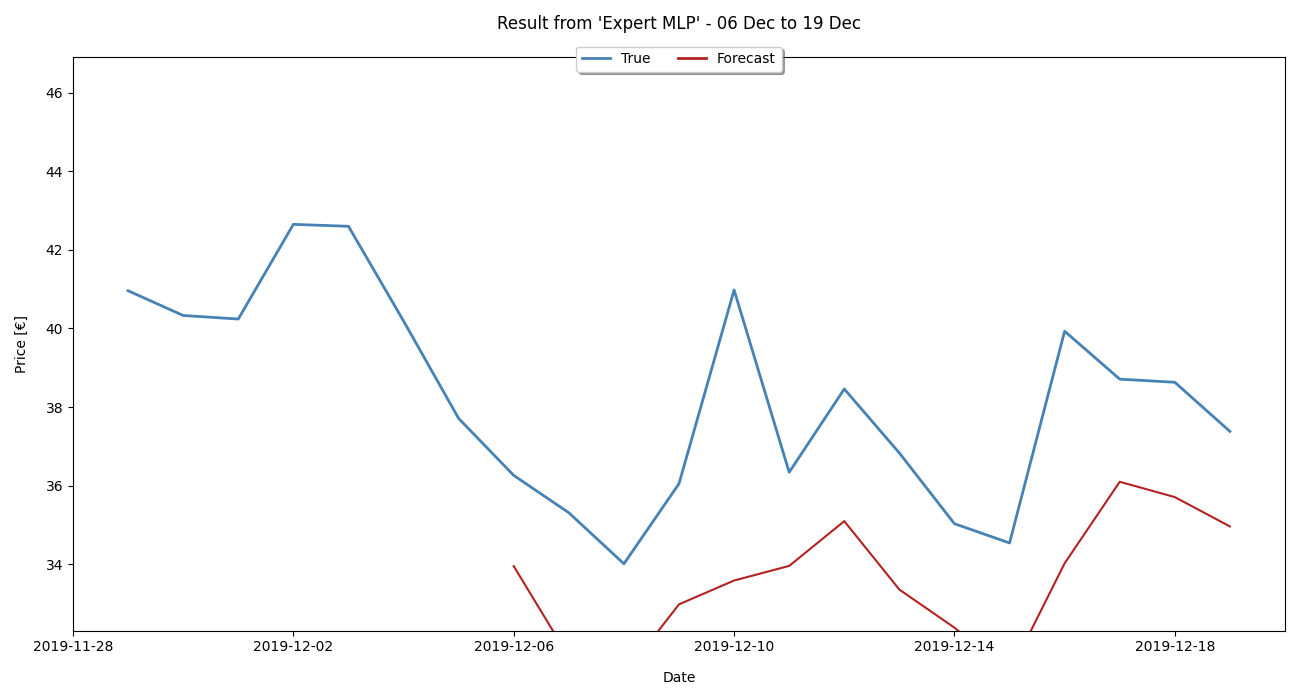 Result from 'Expert MLP' - 06 Dec to 19 Dec
True Forecast
46
44
42
40
38
36
34
Price [€]
2019-11-28 2019-12-02 2019-12-06 2019-12-10 2019-12-14 2019-12-18
Date